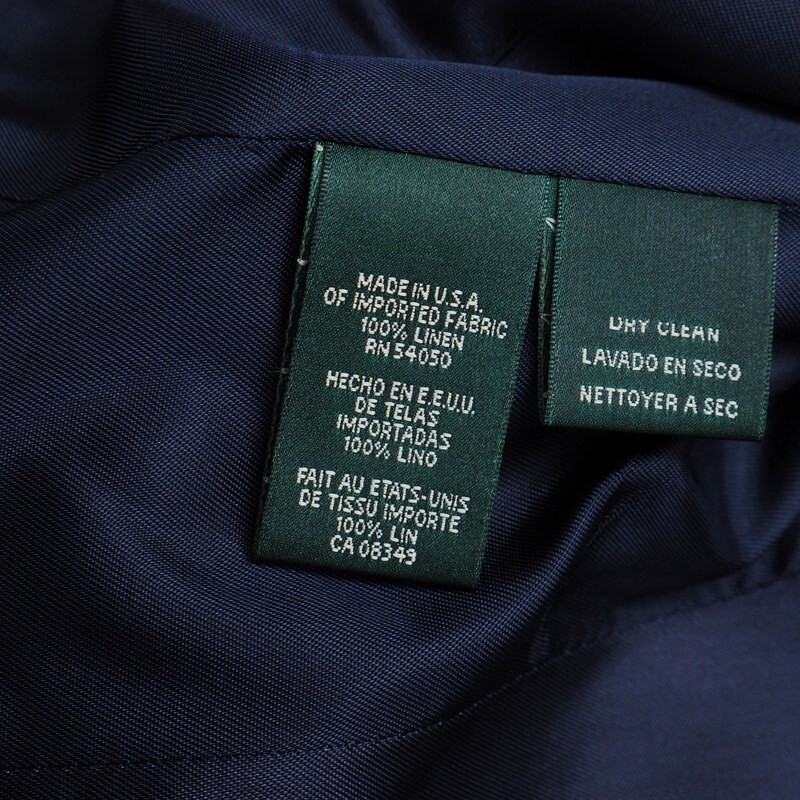 MADE IN U.S.A.
OF IMPORTED FABRIC
100% LINEN
RN 54050
HECHO EN E.E.U.U.
DE TELAS
IMPORTADAS
100% LINO
FAIT AU ETATS-UNIS
DE TISSU IMPORTE
100% LIN
CA 08349
DRY CLEAN
LAVADO EN SECO
NETTOYER A SEC